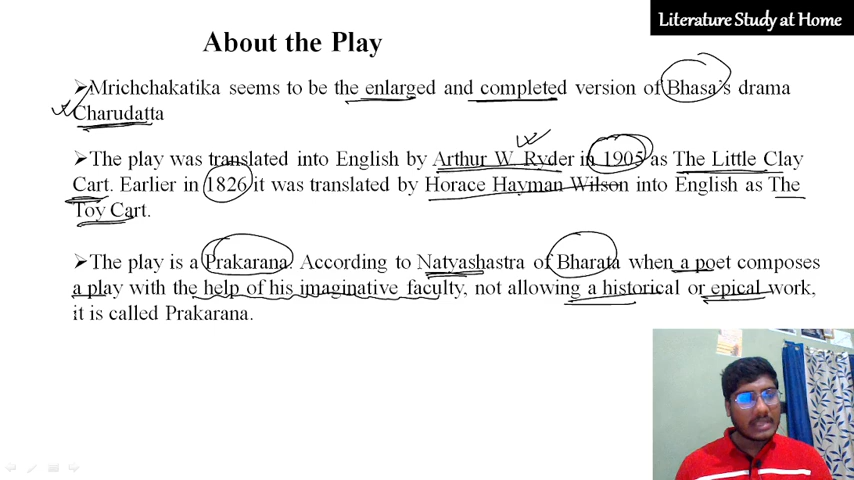 Literature Study at Home
About the Play
➢Mrichchakatika seems to be the enlarged and completed version of Bhasa's drama
Charudatta
➢The play was translated into English by Arthur W. Ryder in 1905 as The Little Clay
Cart. Earlier in 1826 it was translated by Horace Hayman Wilson into English as The
Toy Cart.
➢The play is a Prakarana. According to Natyashastra of Bharata when a poet composes
a play with the help of his imaginative faculty, not allowing a historical or epical work,
it is called Prakarana.